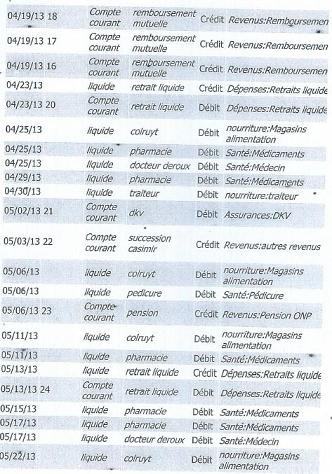 04/19/13 18 Compte courant remboursement mutuelle Crédit Revenus:Remboursemen
04/19/13 17 Compte courant remboursement mutuelle Crédit Revenus:Remboursemen
04/19/13 16 Compte courant remboursement mutuelle Crédit Revenus:Remboursemen
04/23/13 liquide retrait liquide Crédit Dépenses:Retraits liquide
04/23/13 20 Compte courant retrait liquide Débit Dépenses:Retraits liquide
04/25/13 liquide colruyt Débit nourriture:Magasins alimentation
04/25/13 liquide pharmacie Débit Santé:Médicaments
04/25/13 liquide docteur deroux Débit Santé:Médecin
04/29/13 liquide pharmacie Débit Santé:Médicaments
04/30/13 liquide traiteur Débit nourriture:traiteur
05/02/13 21 Compte courant dkv Débit Assurances:DKV
05/03/13 22 Compte courant succession casimir Crédit Revenus:autres revenus
05/06/13 liquide colruyt Débit nourriture:Magasins alimentation
05/06/13 liquide pedicure Débit Santé:Pédicure
05/06/13 23 Compte courant pension Crédit Revenus:Pension ONP
05/11/13 liquide colruyt Débit nourriture:Magasins alimentation
05/11/13 liquide pharmacie Débit Santé:Médicaments
05/13/13 liquide retrait liquide Crédit Dépenses:Retraits liquide
05/13/13 24 Compte courant retrait liquide Débit Dépenses:Retraits liquide
05/15/13 liquide pharmacie Débit Santé:Médicaments
05/17/13 liquide pharmacie Débit Santé:Médicaments
05/17/13 liquide docteur deroux Débit Santé:Médecin
05/22/13 liquide colruyt Débit nourriture:Magasins alimentation